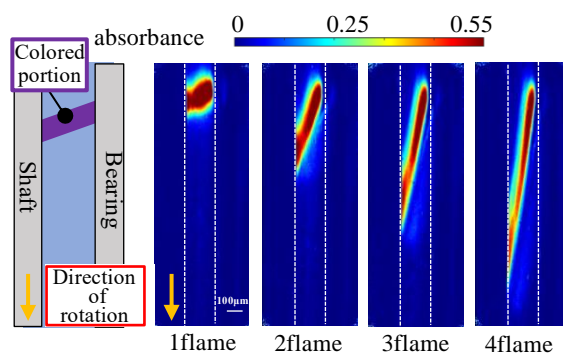 absorbance
0
0.25
0.55
Colored
portion
Shaft
Bearing
Direction
of
rotation
100μm
1flame
2flame
3flame
4flame